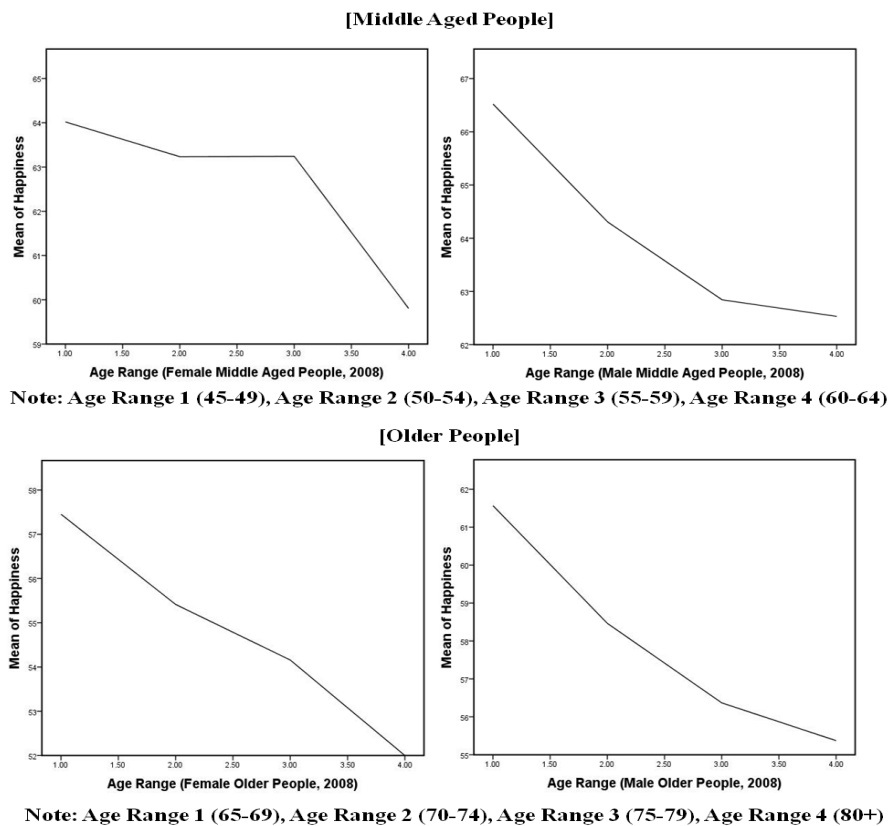 [Middle Aged People]
65
64
63
62
61
60
59
Mean of Happiness
1.00 1.50 2.00 2.50 3.00 3.50 4.00
Age Range (Female Middle Aged People, 2008)
67
66
65
64
63
62
Mean of Happiness
1.00 1.50 2.00 2.50 3.00 3.50 4.00
Age Range (Male Middle Aged People, 2008)
Note: Age Range 1 (45-49), Age Range 2 (50-54), Age Range 3 (55-59), Age Range 4 (60-64)
[Older People]
58
57
56
55
54
53
52
Mean of Happiness
1.00 1.50 2.00 2.50 3.00 3.50 4.00
Age Range (Female Older People, 2008)
62
61
60
59
58
57
56
55
Mean of Happiness
1.00 1.50 2.00 2.50 3.00 3.50 4.00
Age Range (Male Older People, 2008)
Note: Age Range 1 (65-69), Age Range 2 (70-74), Age Range 3 (75-79), Age Range 4 (80+)